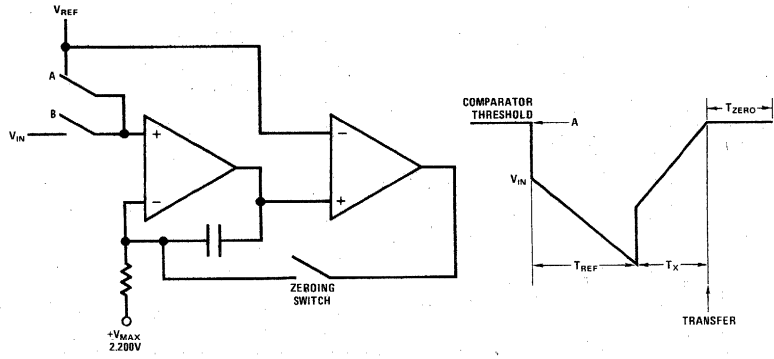 VREF
A
B
VIN
+
−
−
+
ZEROING
SWITCH
+VMAX
2.200V
COMPARATOR
THRESHOLD
A
TZERO
VIN
TREF
TX
TRANSFER